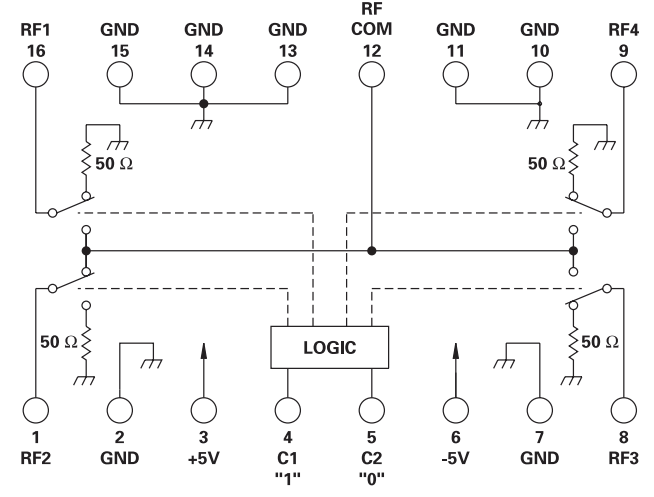 RF1 GND GND GND RF COM GND GND RF4
16 15 14 13 12 11 10 9
50 Ω 50 Ω
50 Ω 50 Ω
LOGIC
1 2 3 4 5 6 7 8
RF2 GND +5V C1 C2 -5V GND RF3
"1" "0"